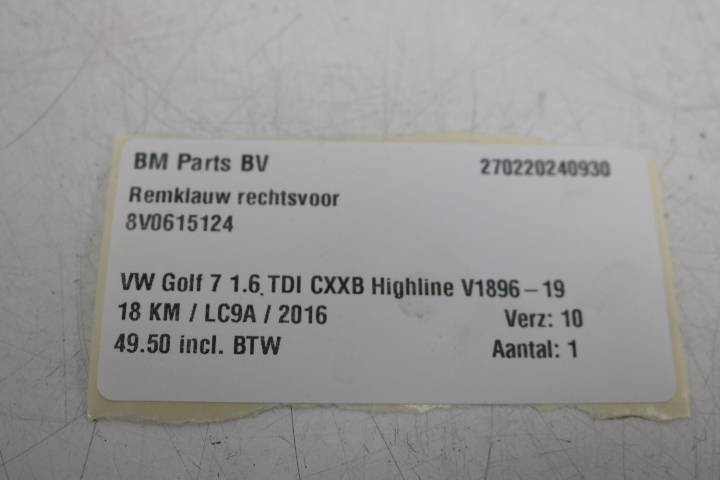 BM Parts BV 270220240930
Remklauw rechtsvoor
8V0615124
VW Golf 7 1.6 TDI CXXB Highline V1896-19
18 KM / LC9A / 2016 Verz: 10
49.50 incl. BTW Aantal: 1